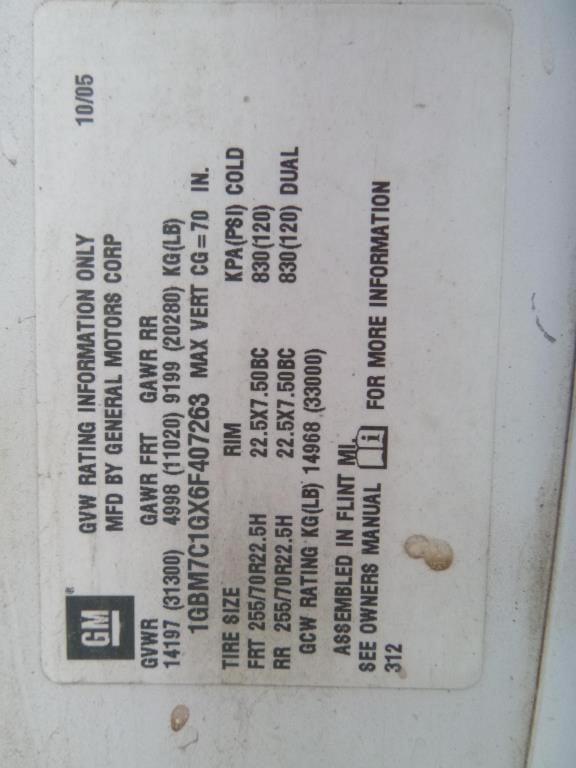 GM ®
GVW RATING INFORMATION ONLY 10/05
MFD BY GENERAL MOTORS CORP
GVWR GAWR FRT GAWR RR
14197 (31300) 4998 (11020) 9199 (20280) KG(LB)
1GBM7C1GX6F407263 MAX VERT CG=70 IN.
TIRE SIZE RIM KPA(PSI) COLD
FRT 255/70R22.5H 22.5X7.50BC 830(120)
RR 255/70R22.5H 22.5X7.50BC 830(120) DUAL
GCW RATING KG(LB) 14968 (33000)
ASSEMBLED IN FLINT MI.
SEE OWNERS MANUAL i FOR MORE INFORMATION
312